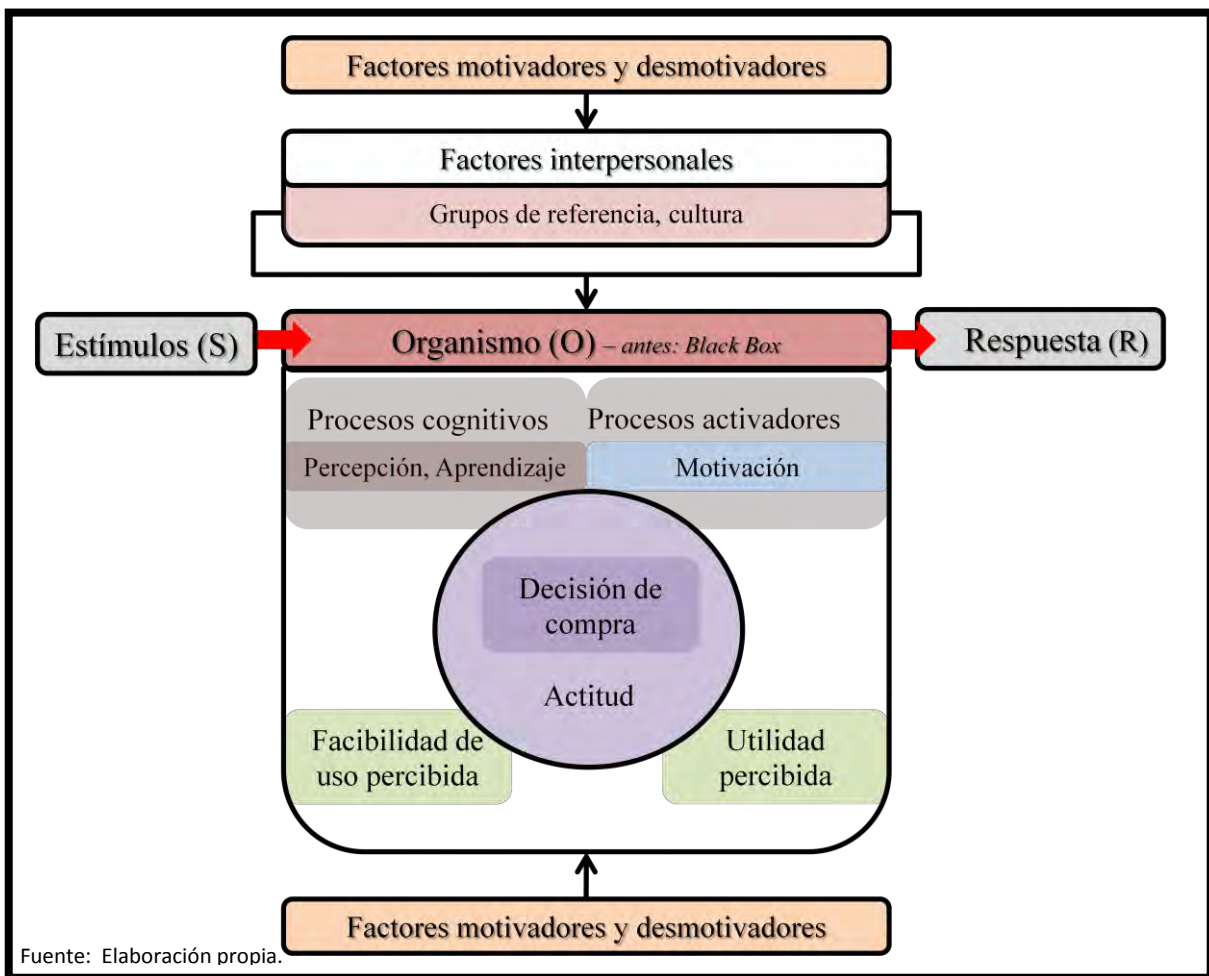 Factores motivadores y desmotivadores
Factores interpersonales
Grupos de referencia, cultura
Estímulos (S)
Organismo (O) – antes: Black Box
Respuesta (R)
Procesos cognitivos
Procesos activadores
Percepción, Aprendizaje
Motivación
Decisión de
compra
Actitud
Facibilidad de
uso percibida
Utilidad
percibida
Factores motivadores y desmotivadores
Fuente: Elaboración propia.